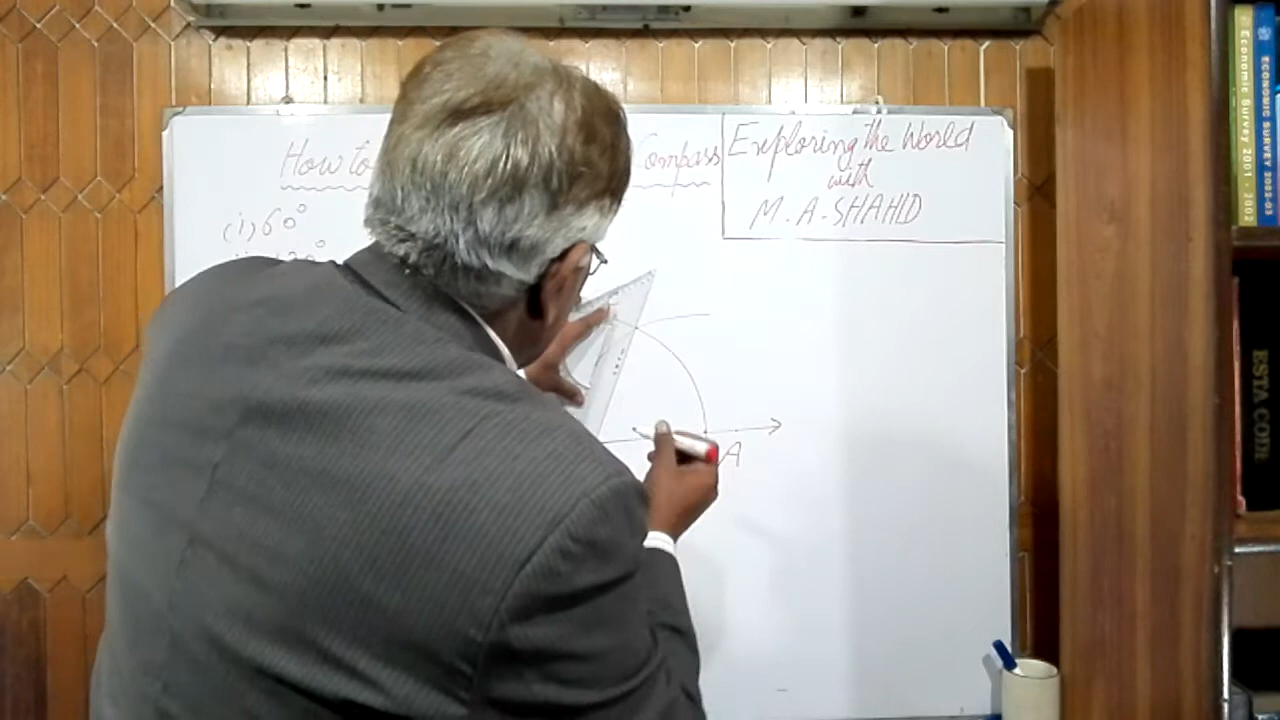 How to
Compass
Exploring the World
with
M. A. SHAHID
(i) 60°
A
Economic Survey 2001 - 2002
ECONOMIC SURVEY 2002-03
ESTA CODE